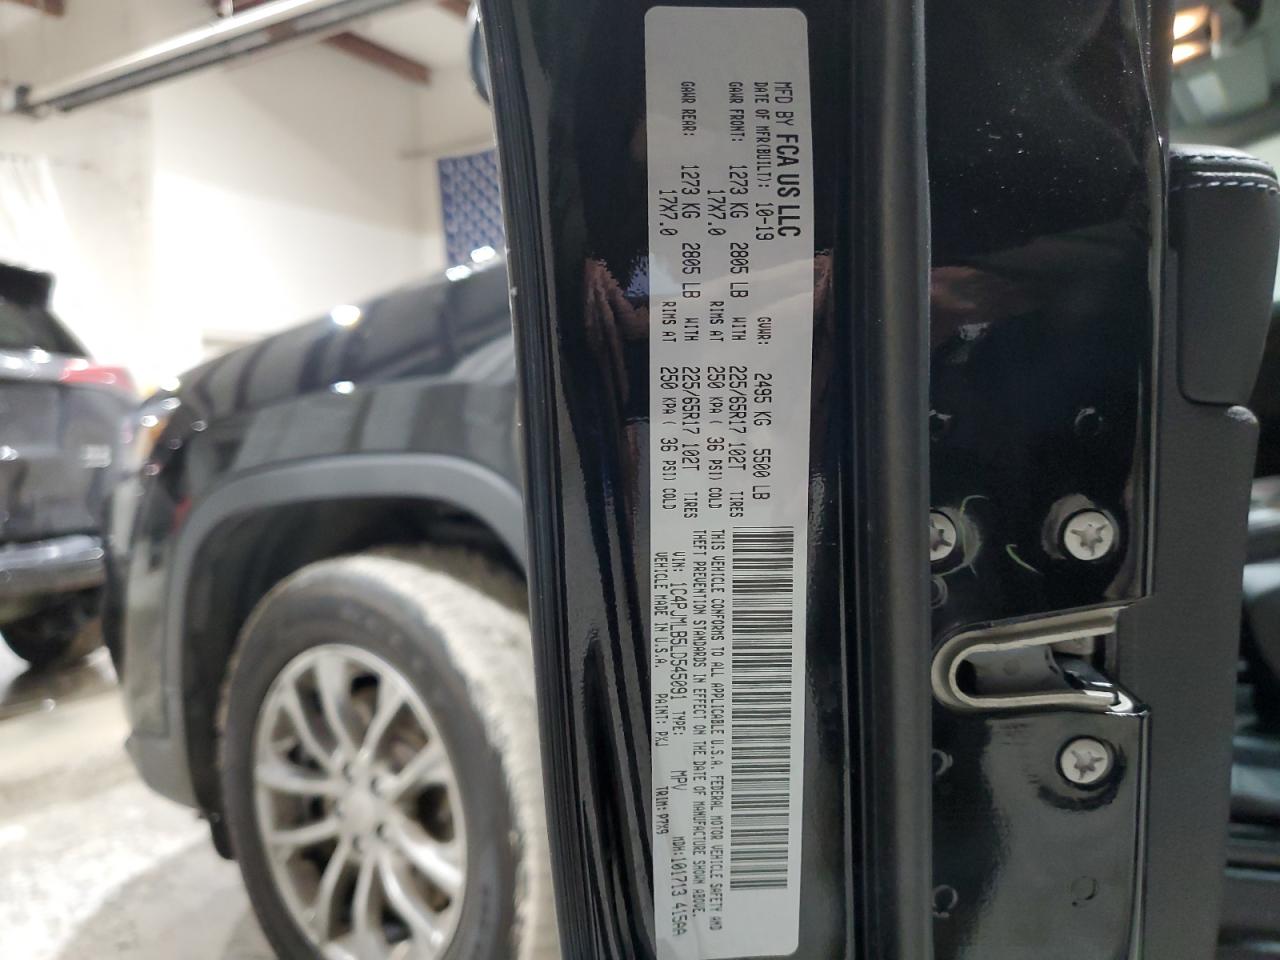 MFD BY FCA US LLC
DATE OF MFR(BUILT): 10-19 GVWR: 2495 KG 5500 LB
GAWR FRONT: 1273 KG 2805 LB WITH 225/65R17 102T TIRES
17X7.0 RIMS AT 250 KPA ( 36 PSI) COLD
GAWR REAR: 1273 KG 2805 LB WITH 225/65R17 102T TIRES
17X7.0 RIMS AT 250 KPA ( 36 PSI) COLD
THIS VEHICLE CONFORMS TO ALL APPLICABLE U.S.A. FEDERAL MOTOR VEHICLE SAFETY AND
THEFT PREVENTION STANDARDS IN EFFECT ON THE DATE OF MANUFACTURE SHOWN ABOVE.
VIN: 1C4PJMLB5LD545091 TYPE: MPV MDH:101713 415AA
VEHICLE MADE IN U.S.A. PAINT: PXJ TRIM:P7X9